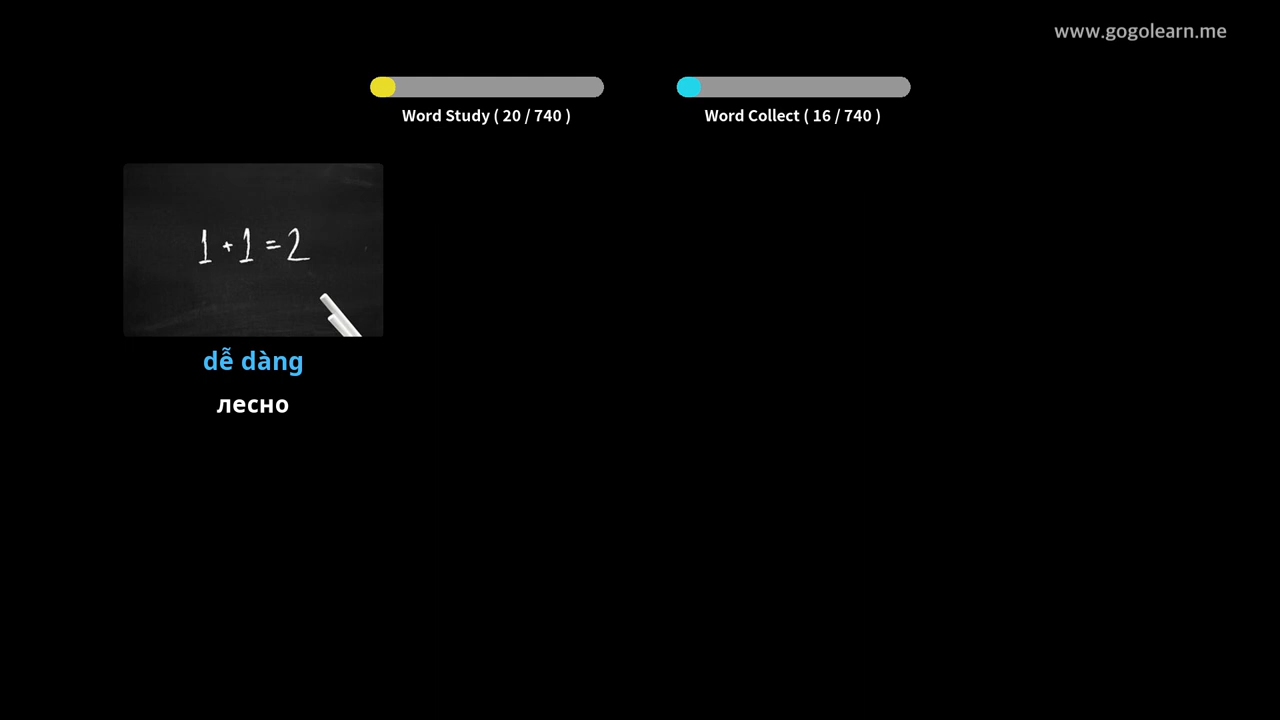 www.gogolearn.me
Word Study ( 20 / 740 )
Word Collect ( 16 / 740 )
1 + 1 = 2
dễ dàng
лесно